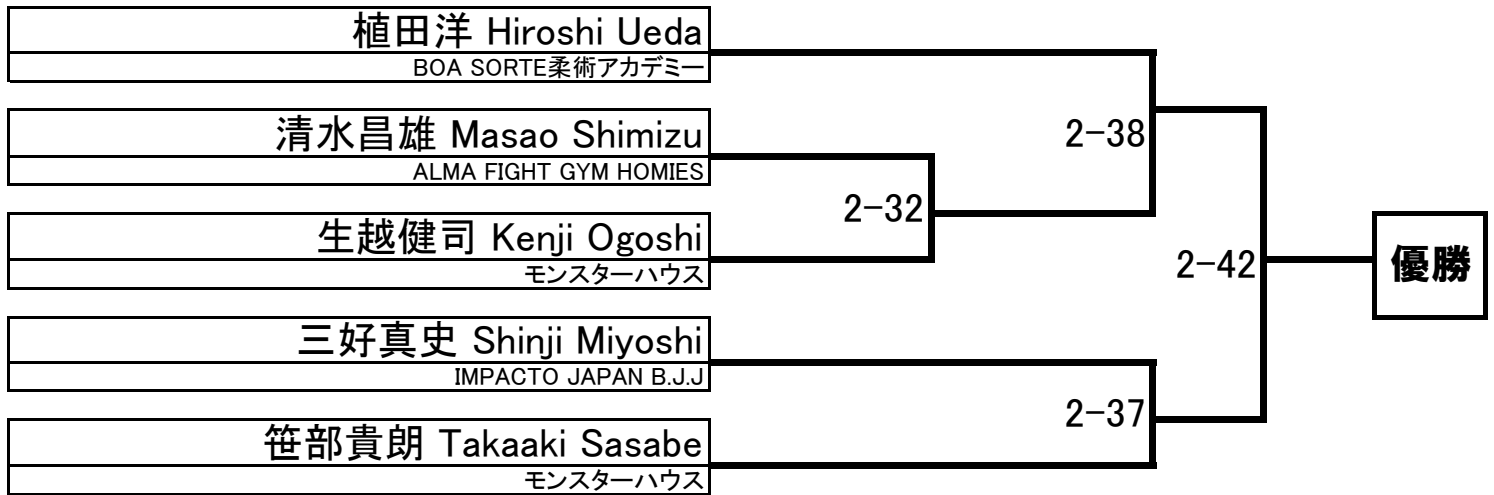 植田洋 Hiroshi Ueda
BOA SORTE柔術アカデミー
清水昌雄 Masao Shimizu
ALMA FIGHT GYM HOMIES
生越健司 Kenji Ogoshi
モンスターハウス
三好真史 Shinji Miyoshi
IMPACTO JAPAN B.J.J
笹部貴朗 Takaaki Sasabe
モンスターハウス
2-32
2-38
2-37
2-42
優勝